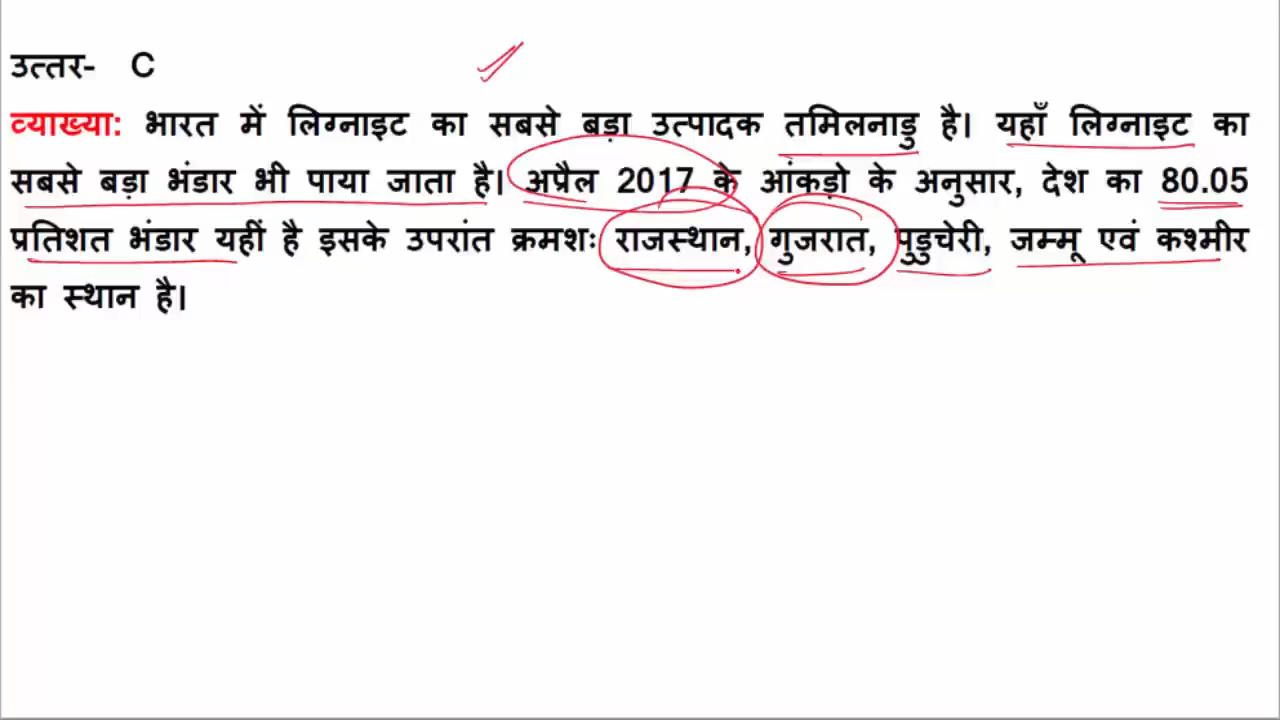 उत्तर- C
व्याख्या: भारत में लिग्नाइट का सबसे बड़ा उत्पादक तमिलनाडु है। यहाँ लिग्नाइट का
सबसे बड़ा भंडार भी पाया जाता है। अप्रैल 2017 के आंकड़ो के अनुसार, देश का 80.05
प्रतिशत भंडार यहीं है इसके उपरांत क्रमशः राजस्थान, गुजरात, पुडुचेरी, जम्मू एवं कश्मीर
का स्थान है।